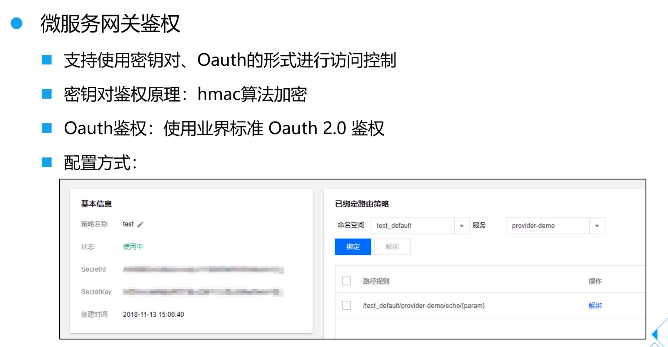 微服务网关鉴权
支持使用密钥对、Oauth的形式进行访问控制
密钥对鉴权原理：hmac算法加密
Oauth鉴权：使用业界标准 Oauth 2.0 鉴权
配置方式：
基本信息
策略名称 test
状态 使用中
SecretId
SecretKey
创建时间 2018-11-13 15:06:40
已绑定路由策略
命名空间 test_default 服务 provider-demo
绑定 解绑
路径规则 操作
/test_default/provider-demo/echo/{param} 解绑